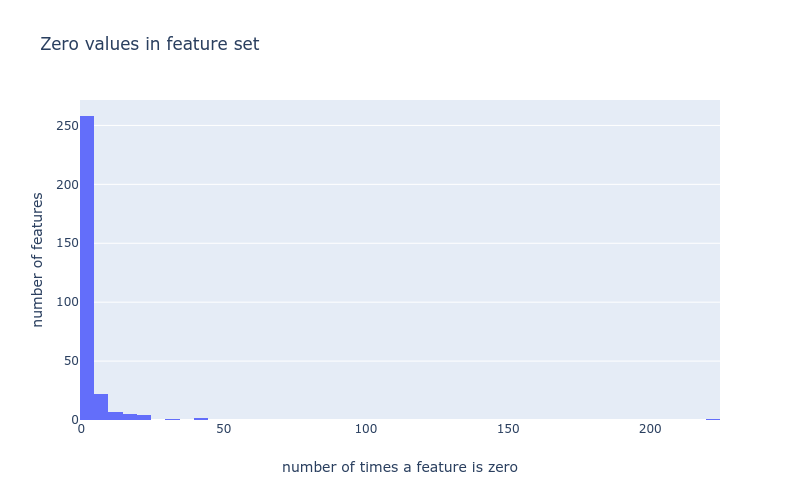 Zero values in feature set
number of features
250
200
150
100
50
0
0 50 100 150 200
number of times a feature is zero